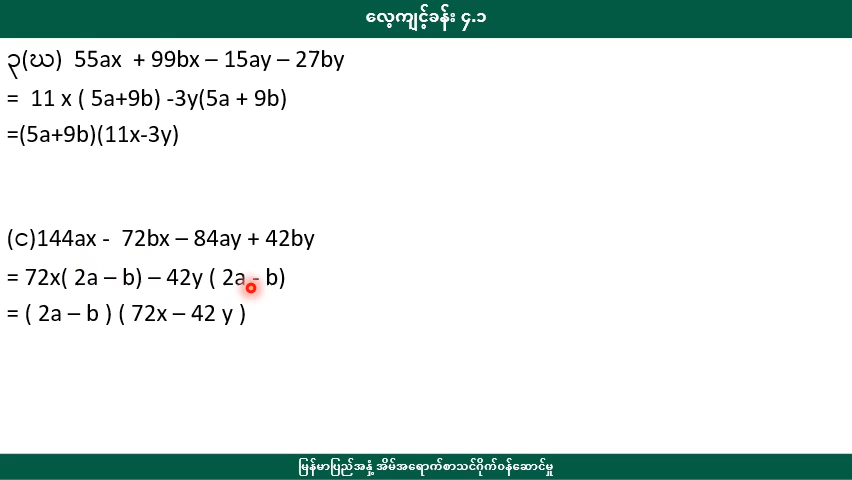 လေ့ကျင့်ခန်း ၄.၁
၃(ဃ) 55ax + 99bx – 15ay – 27by
= 11 x ( 5a+9b) -3y(5a + 9b)
=(5a+9b)(11x-3y)
(င)144ax - 72bx – 84ay + 42by
= 72x( 2a – b) – 42y ( 2a - b)
= ( 2a – b ) ( 72x – 42 y )
မြန်မာပြည်အနှံ့ အိမ်အရောက်စာသင်ဂိုက်ဝန်ဆောင်မှု